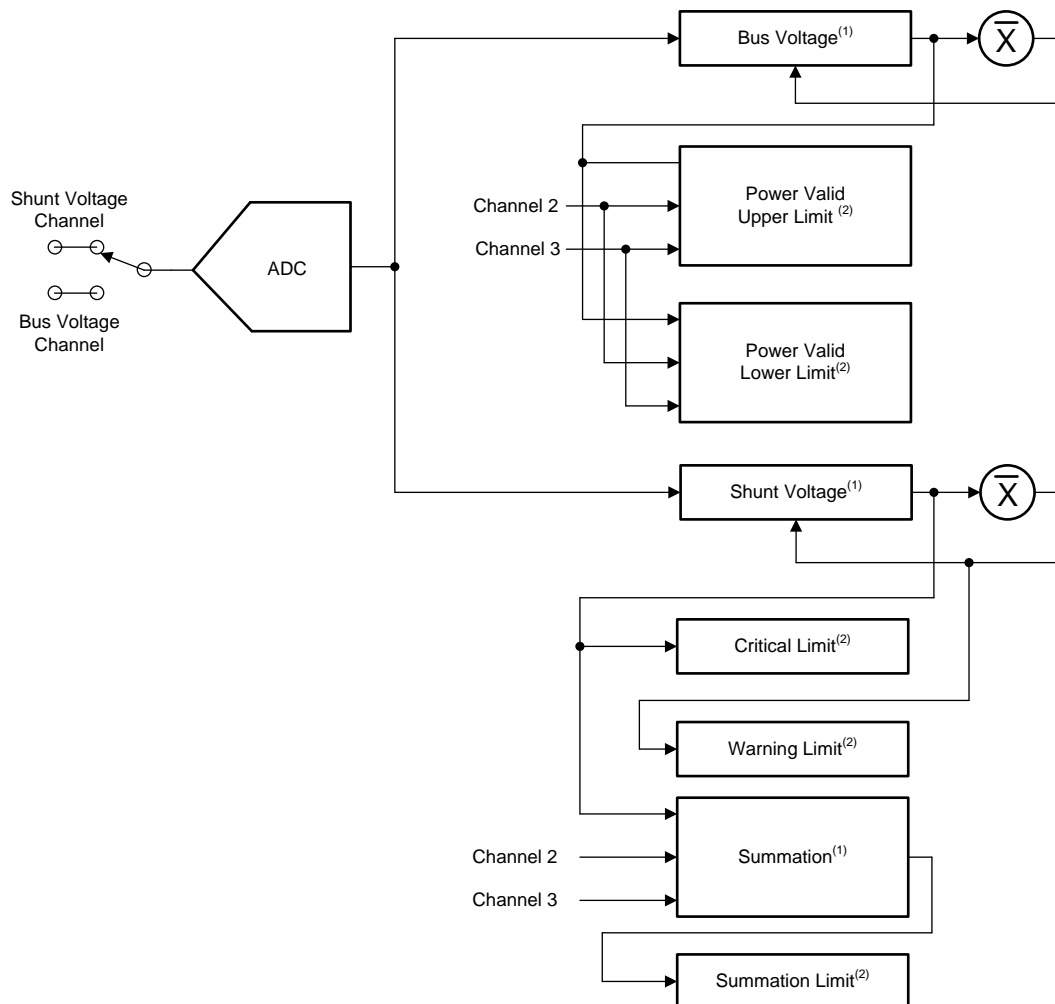 Bus Voltage(1)
X̅
Shunt Voltage
Channel
Bus Voltage
Channel
ADC
Channel 2
Channel 3
Power Valid
Upper Limit (2)
Power Valid
Lower Limit(2)
Shunt Voltage(1)
X̅
Critical Limit(2)
Warning Limit(2)
Channel 2
Channel 3
Summation(1)
Summation Limit(2)